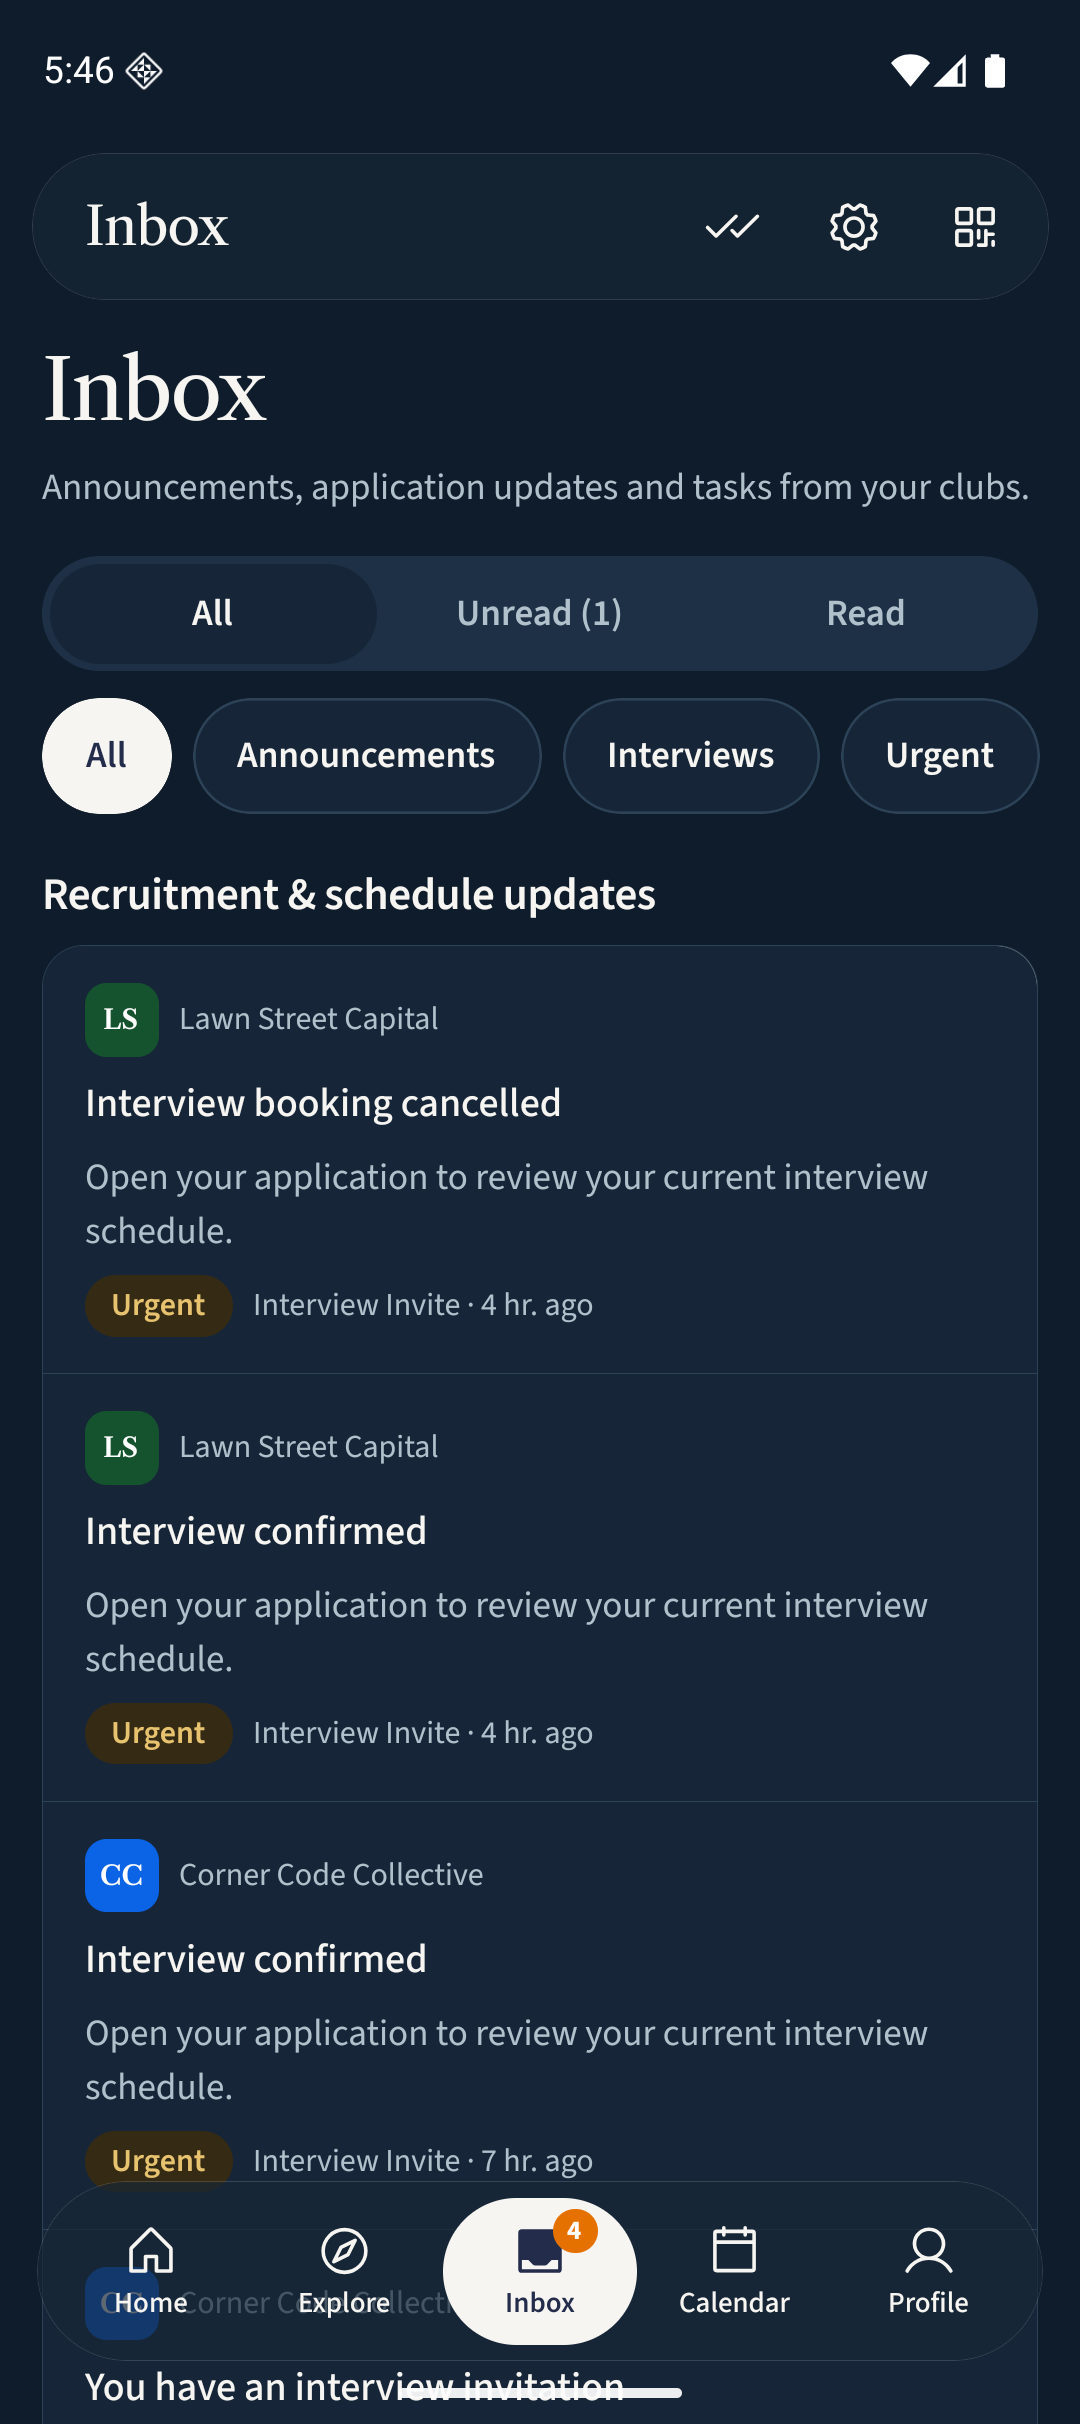 5:46
Inbox
Inbox
Announcements, application updates and tasks from your clubs.
All
Unread (1)
Read
All
Announcements
Interviews
Urgent
Recruitment & schedule updates
LS
Lawn Street Capital
Interview booking cancelled
Open your application to review your current interview
schedule.
Urgent
Interview Invite · 4 hr. ago
LS
Lawn Street Capital
Interview confirmed
Open your application to review your current interview
schedule.
Urgent
Interview Invite · 4 hr. ago
CC
Corner Code Collective
Interview confirmed
Open your application to review your current interview
schedule.
Urgent
Interview Invite · 7 hr. ago
CC
Corner Code Collecti
4
Home
Explore
Inbox
Calendar
Profile
You have an interview invitation